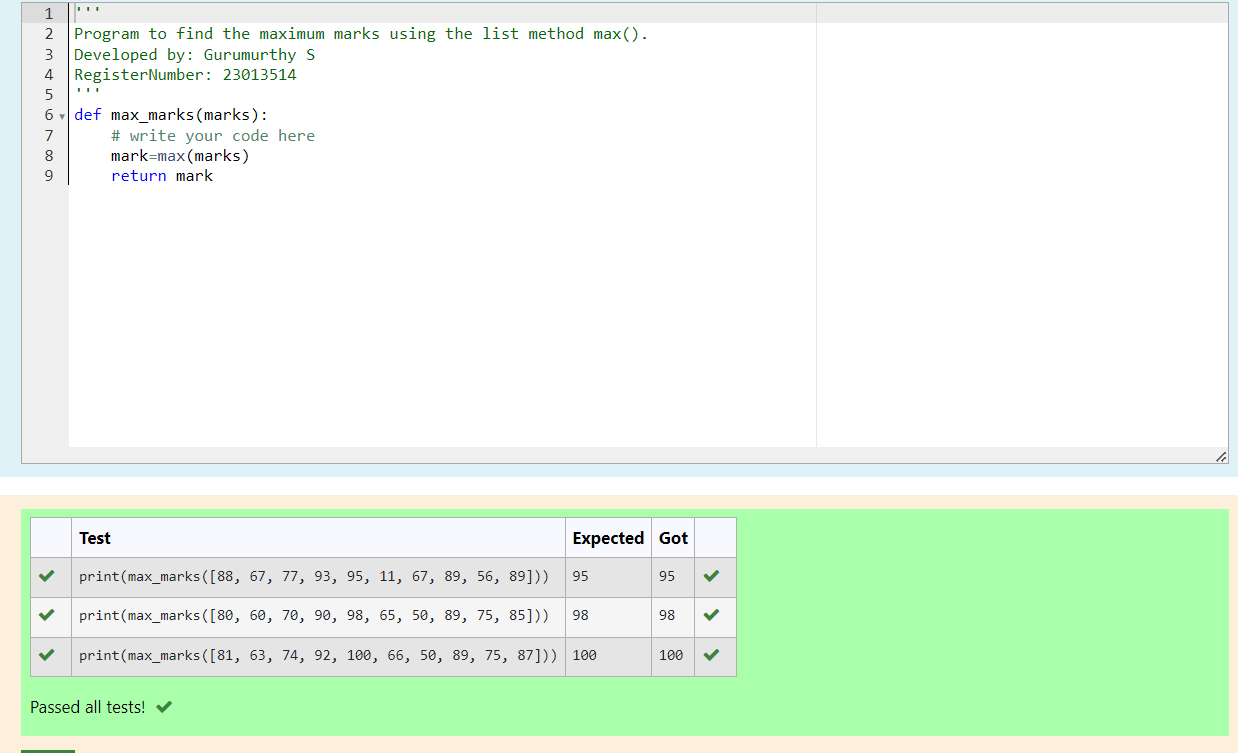 1 '''
2 Program to find the maximum marks using the list method max().
3 Developed by: Gurumurthy S
4 RegisterNumber: 23013514
5 '''
6 def max_marks(marks):
7     # write your code here
8     mark=max(marks)
9     return mark
Test Expected Got
print(max_marks([88, 67, 77, 93, 95, 11, 67, 89, 56, 89])) 95 95
print(max_marks([80, 60, 70, 90, 98, 65, 50, 89, 75, 85])) 98 98
print(max_marks([81, 63, 74, 92, 100, 66, 50, 89, 75, 87])) 100 100
Passed all tests!